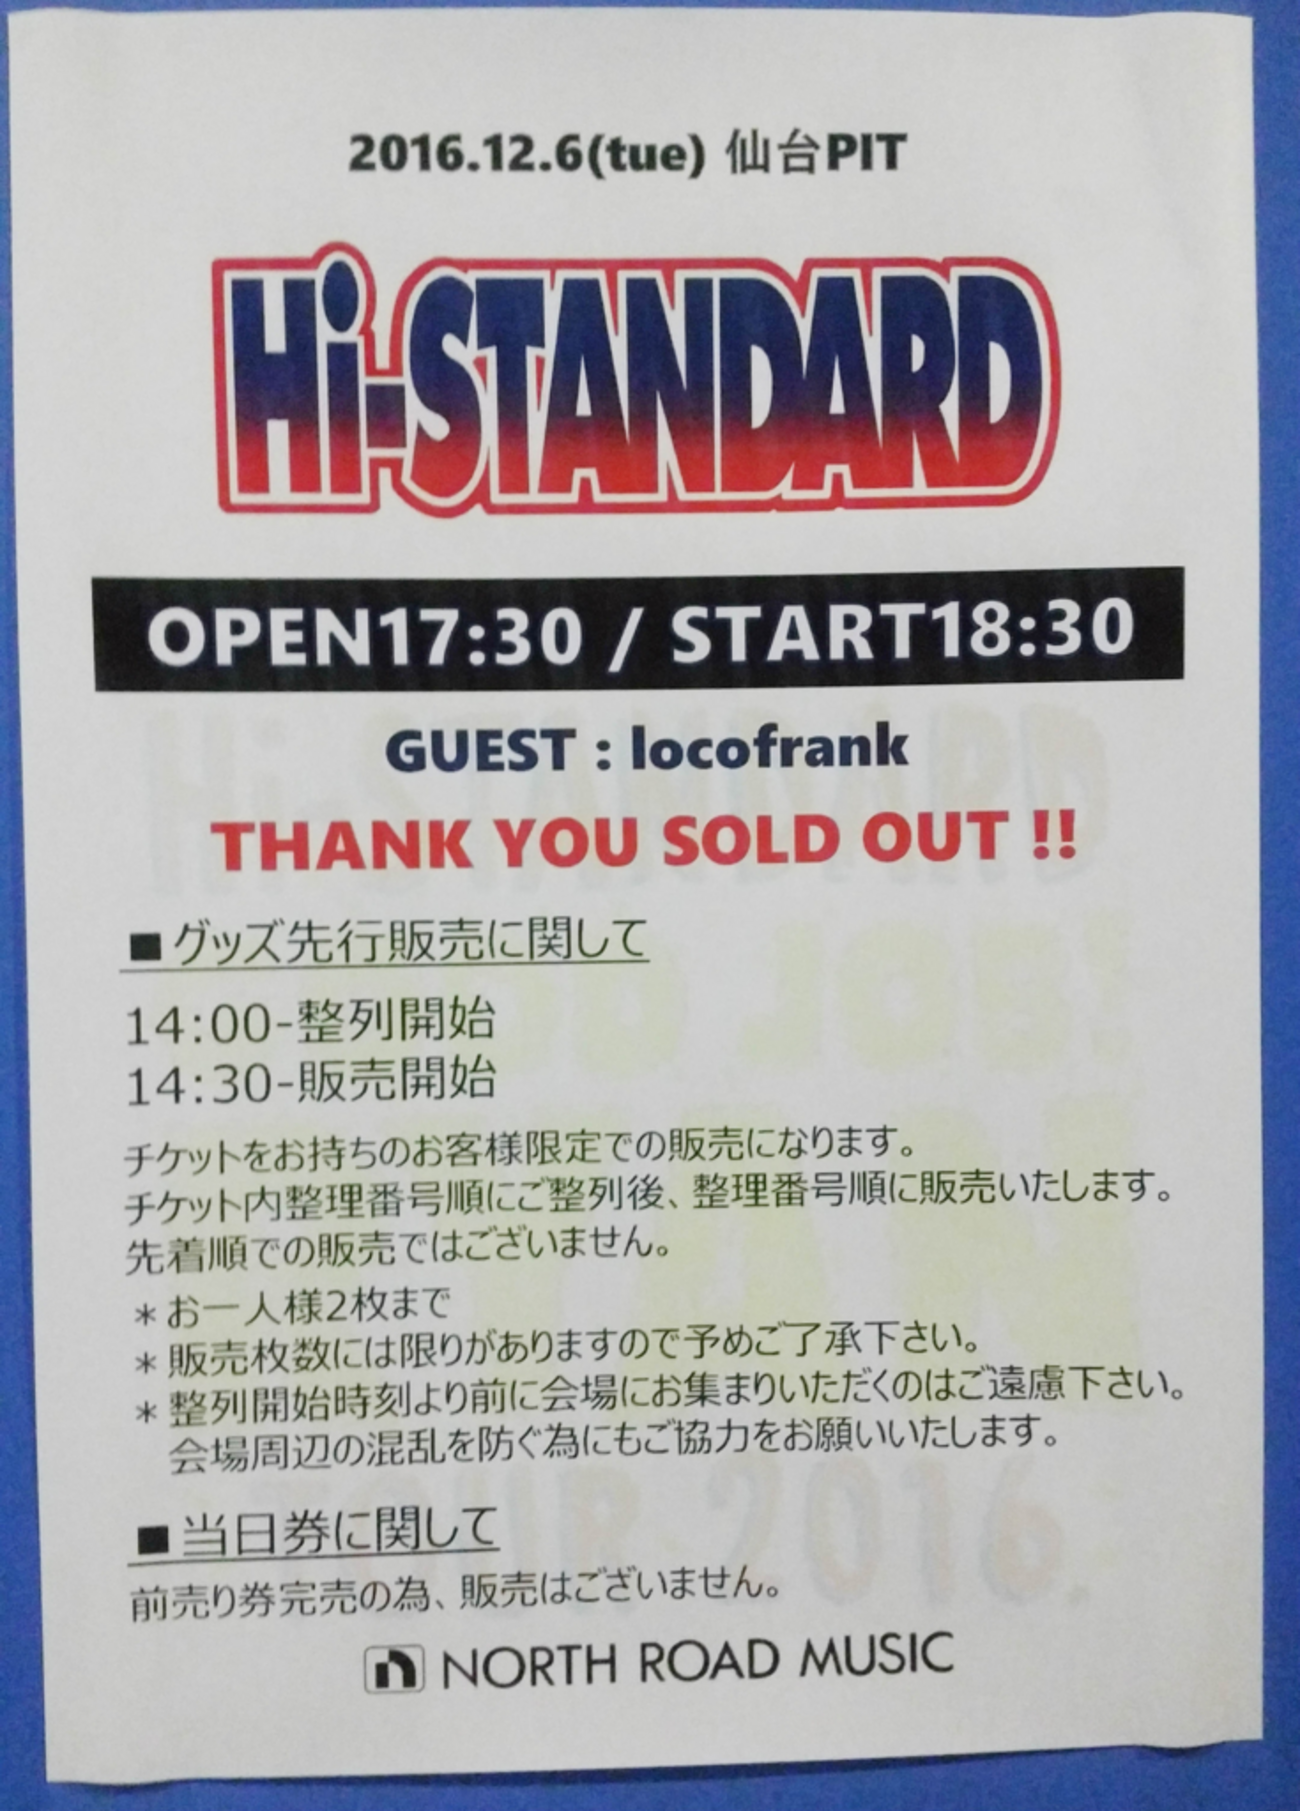 2016.12.6(tue) 仙台PIT
Hi-STANDARD
OPEN17:30 / START18:30
GUEST : locofrank
THANK YOU SOLD OUT !!
■グッズ先行販売に関して
14:00-整列開始
14:30-販売開始
チケットをお持ちのお客様限定での販売になります。
チケット内整理番号順にご整列後、整理番号順に販売いたします。
先着順での販売ではございません。
＊お一人様2枚まで
＊販売枚数には限りがありますので予めご了承下さい。
＊整列開始時刻より前に会場にお集まりいただくのはご遠慮下さい。
会場周辺の混乱を防ぐ為にもご協力をお願いいたします。
■当日券に関して
前売り券完売の為、販売はございません。
NORTH ROAD MUSIC